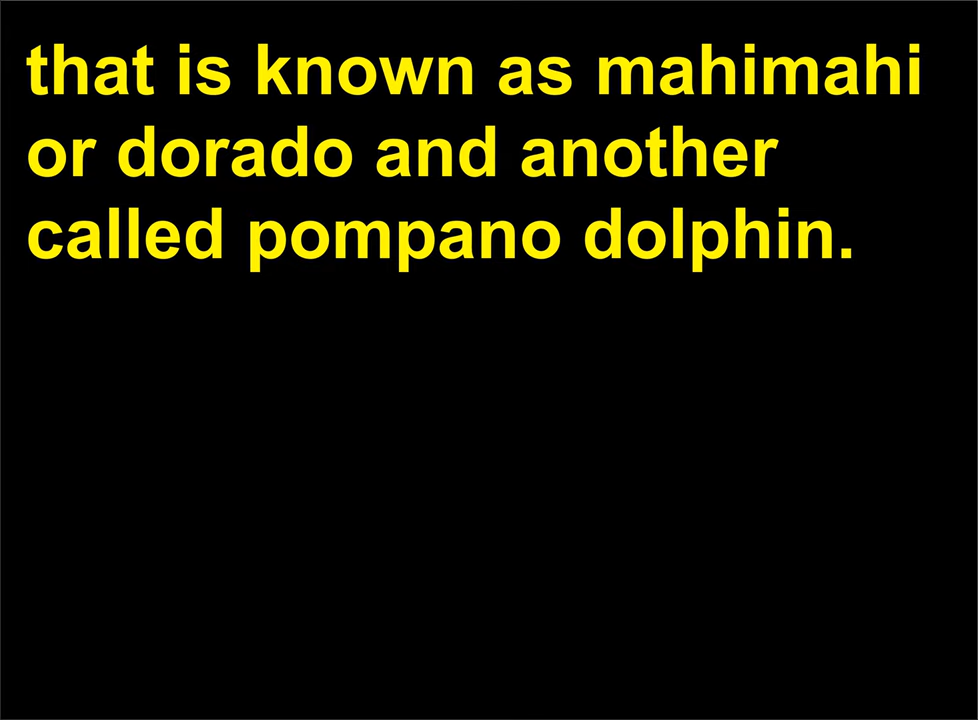 that is known as mahimahi
or dorado and another
called pompano dolphin.